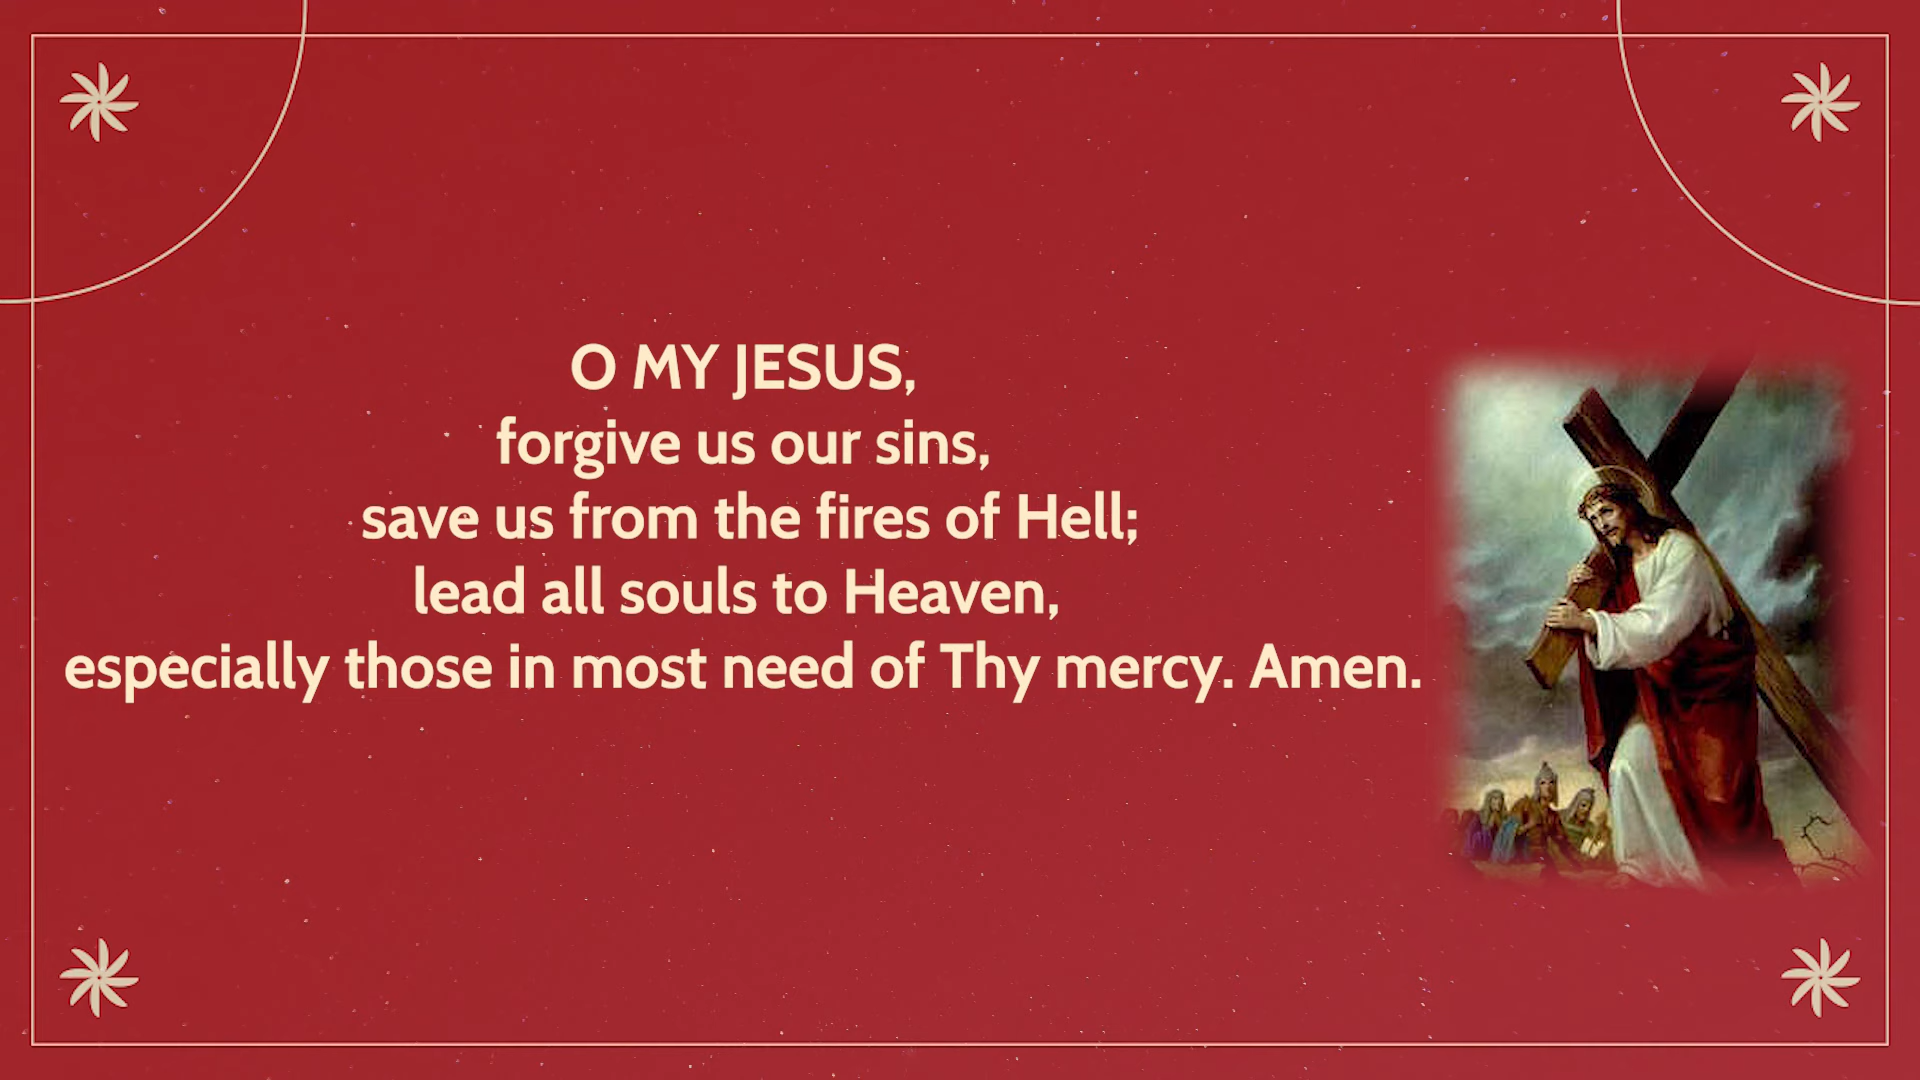 O MY JESUS,
forgive us our sins,
save us from the fires of Hell;
lead all souls to Heaven,
especially those in most need of Thy mercy. Amen.